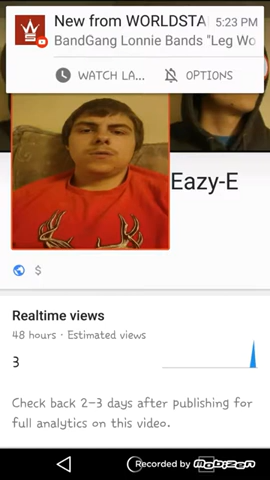 New from WORLDSTA 5:23 PM
BandGang Lonnie Bands "Leg Wo
WATCH LA... OPTIONS
Eazy-E
$
Realtime views
48 hours · Estimated views
3
Check back 2-3 days after publishing for
full analytics on this video.
Recorded by mobizen